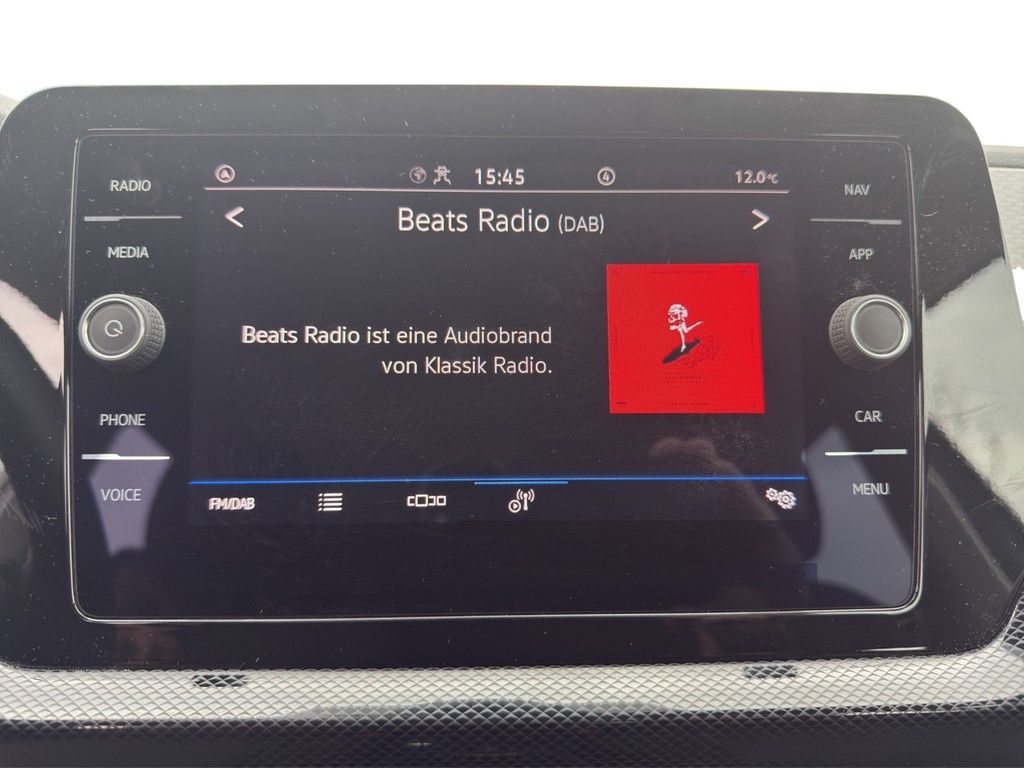 RADIO
MEDIA
PHONE
VOICE
15:45
4
12.0°C
< Beats Radio (DAB) >
Beats Radio ist eine Audiobrand
von Klassik Radio.
FM/DAB
NAV
APP
CAR
MENU